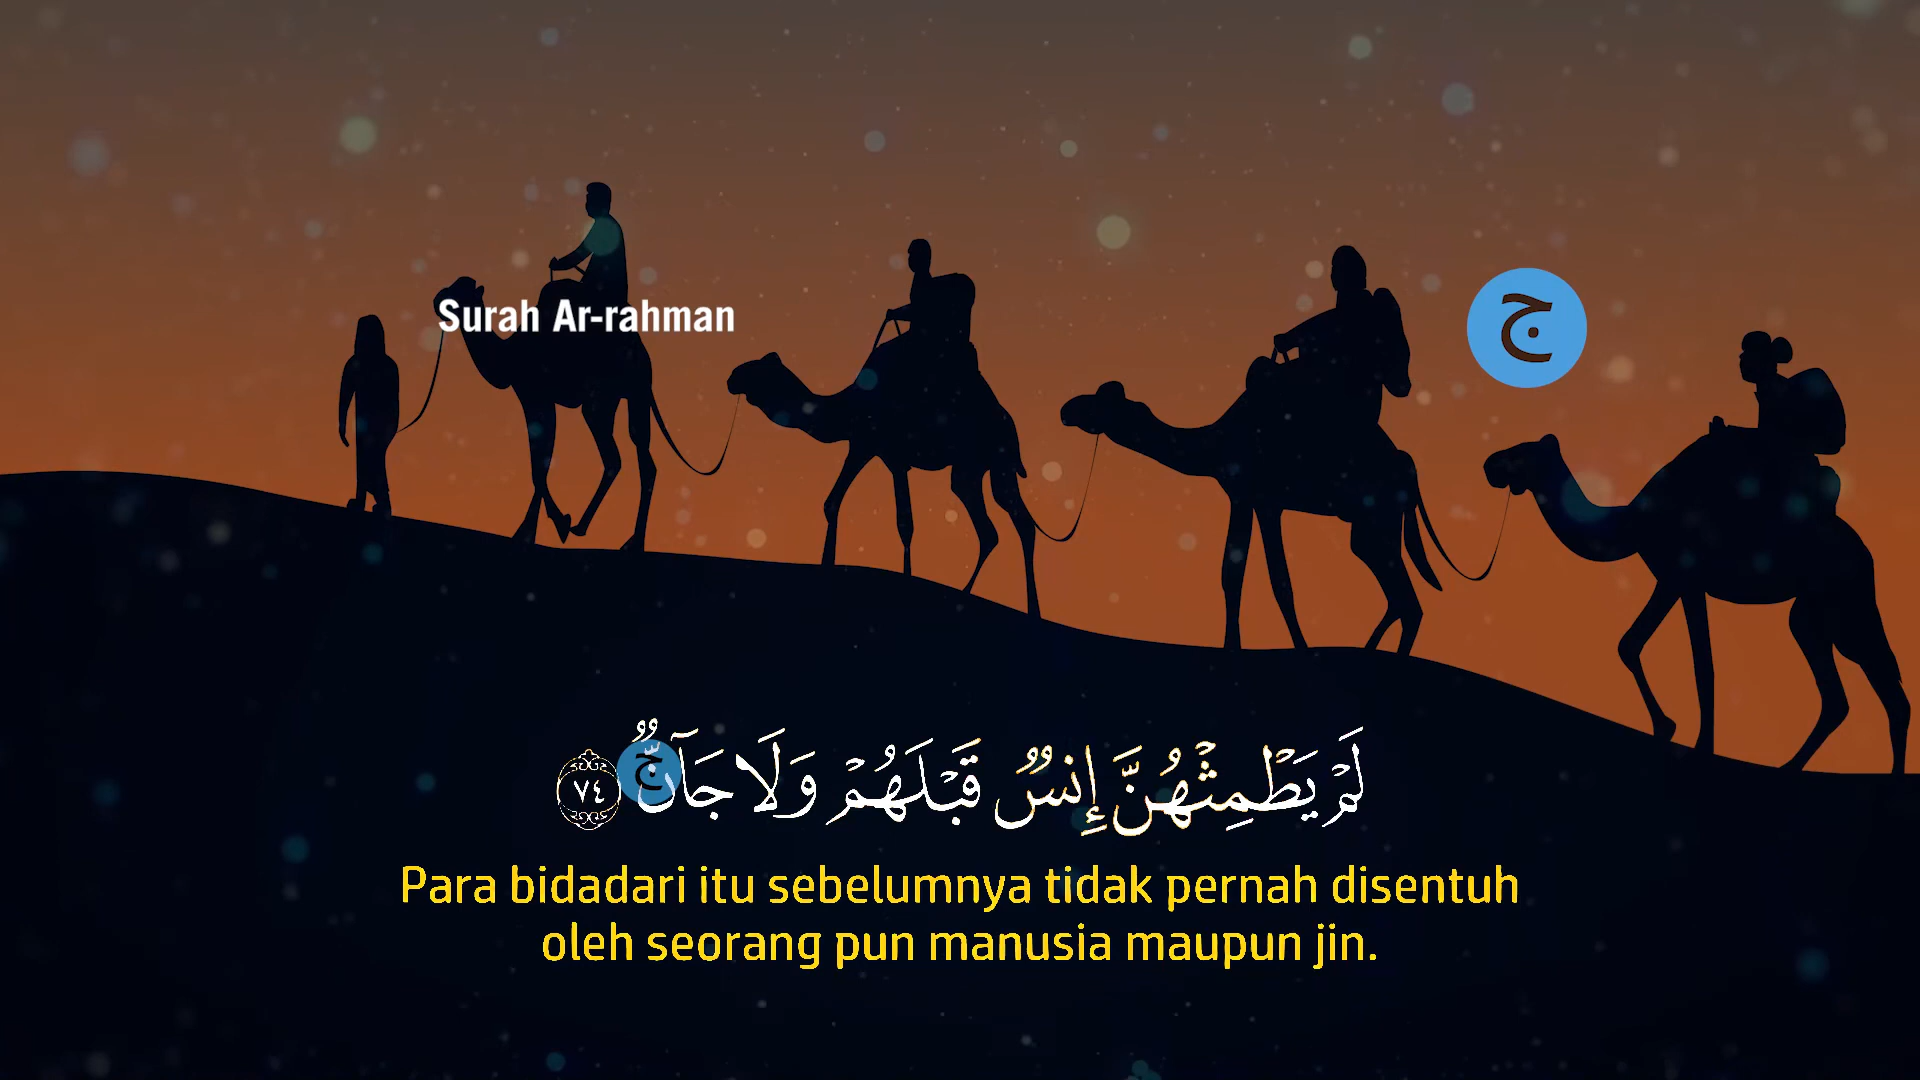 Surah Ar-rahman
ج
لَمْ يَطْمِثْهُنَّ إِنسٌ قَبْلَهُمْ وَلَا جَآنٌّ ج ٧٤
Para bidadari itu sebelumnya tidak pernah disentuh
oleh seorang pun manusia maupun jin.